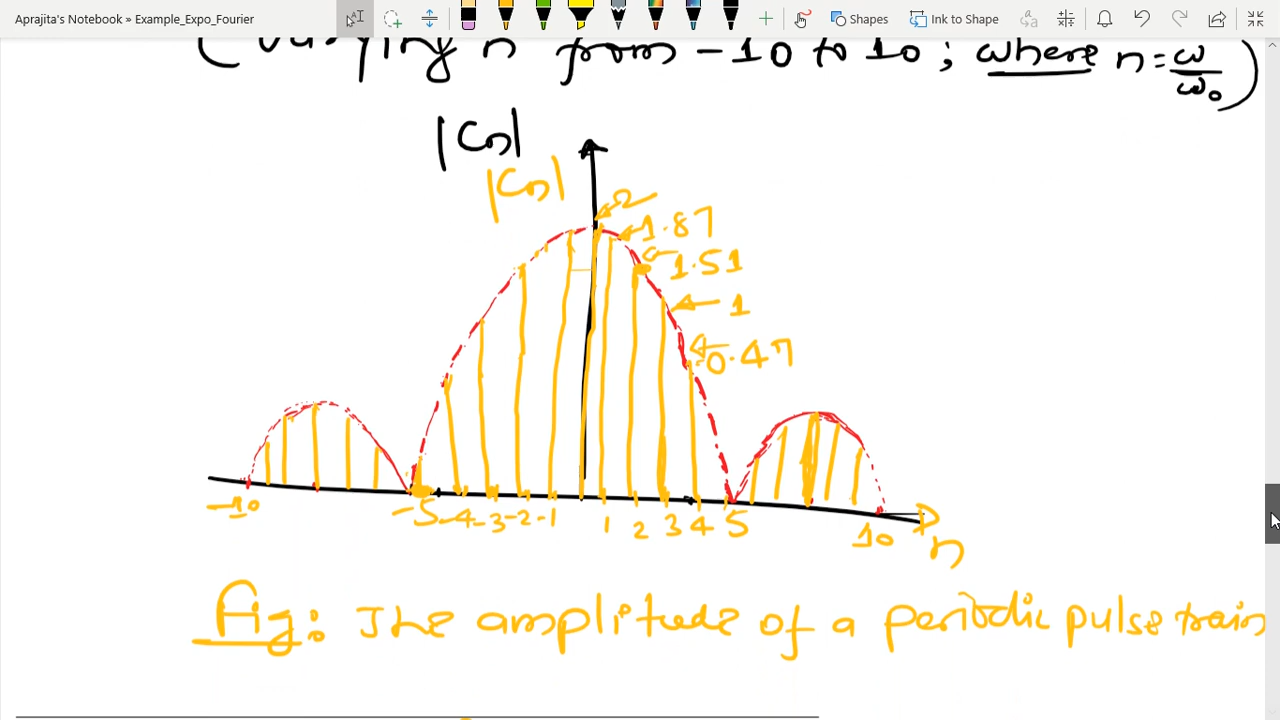 Aprajita's Notebook » Example_Expo_Fourier
Shapes
Ink to Shape
(Varying n from -10 to 10 ; where n = ω/ω₀)
|Cn|
|Cn|
2
1.87
1.51
1
0.47
-10 -5 -4 -3 -2 -1 1 2 3 4 5 10
n
Fig: The amplitude of a periodic pulse train